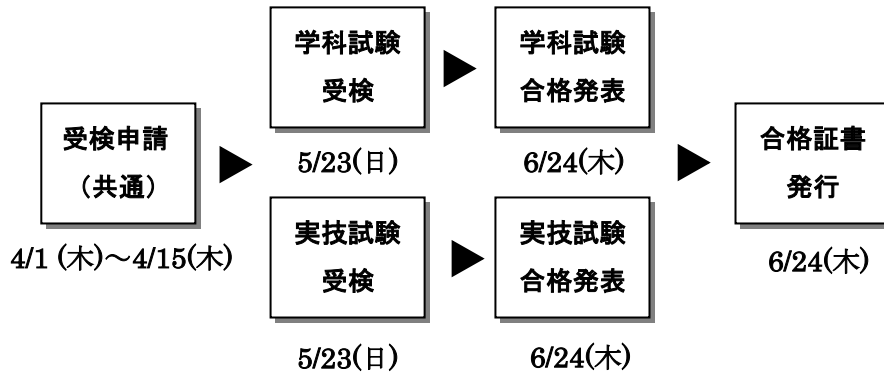 受検申請
（共通）
4/1 (木)～4/15(木)
学科試験
受検
5/23(日)
学科試験
合格発表
6/24(木)
実技試験
受検
5/23(日)
実技試験
合格発表
6/24(木)
合格証書
発行
6/24(木)